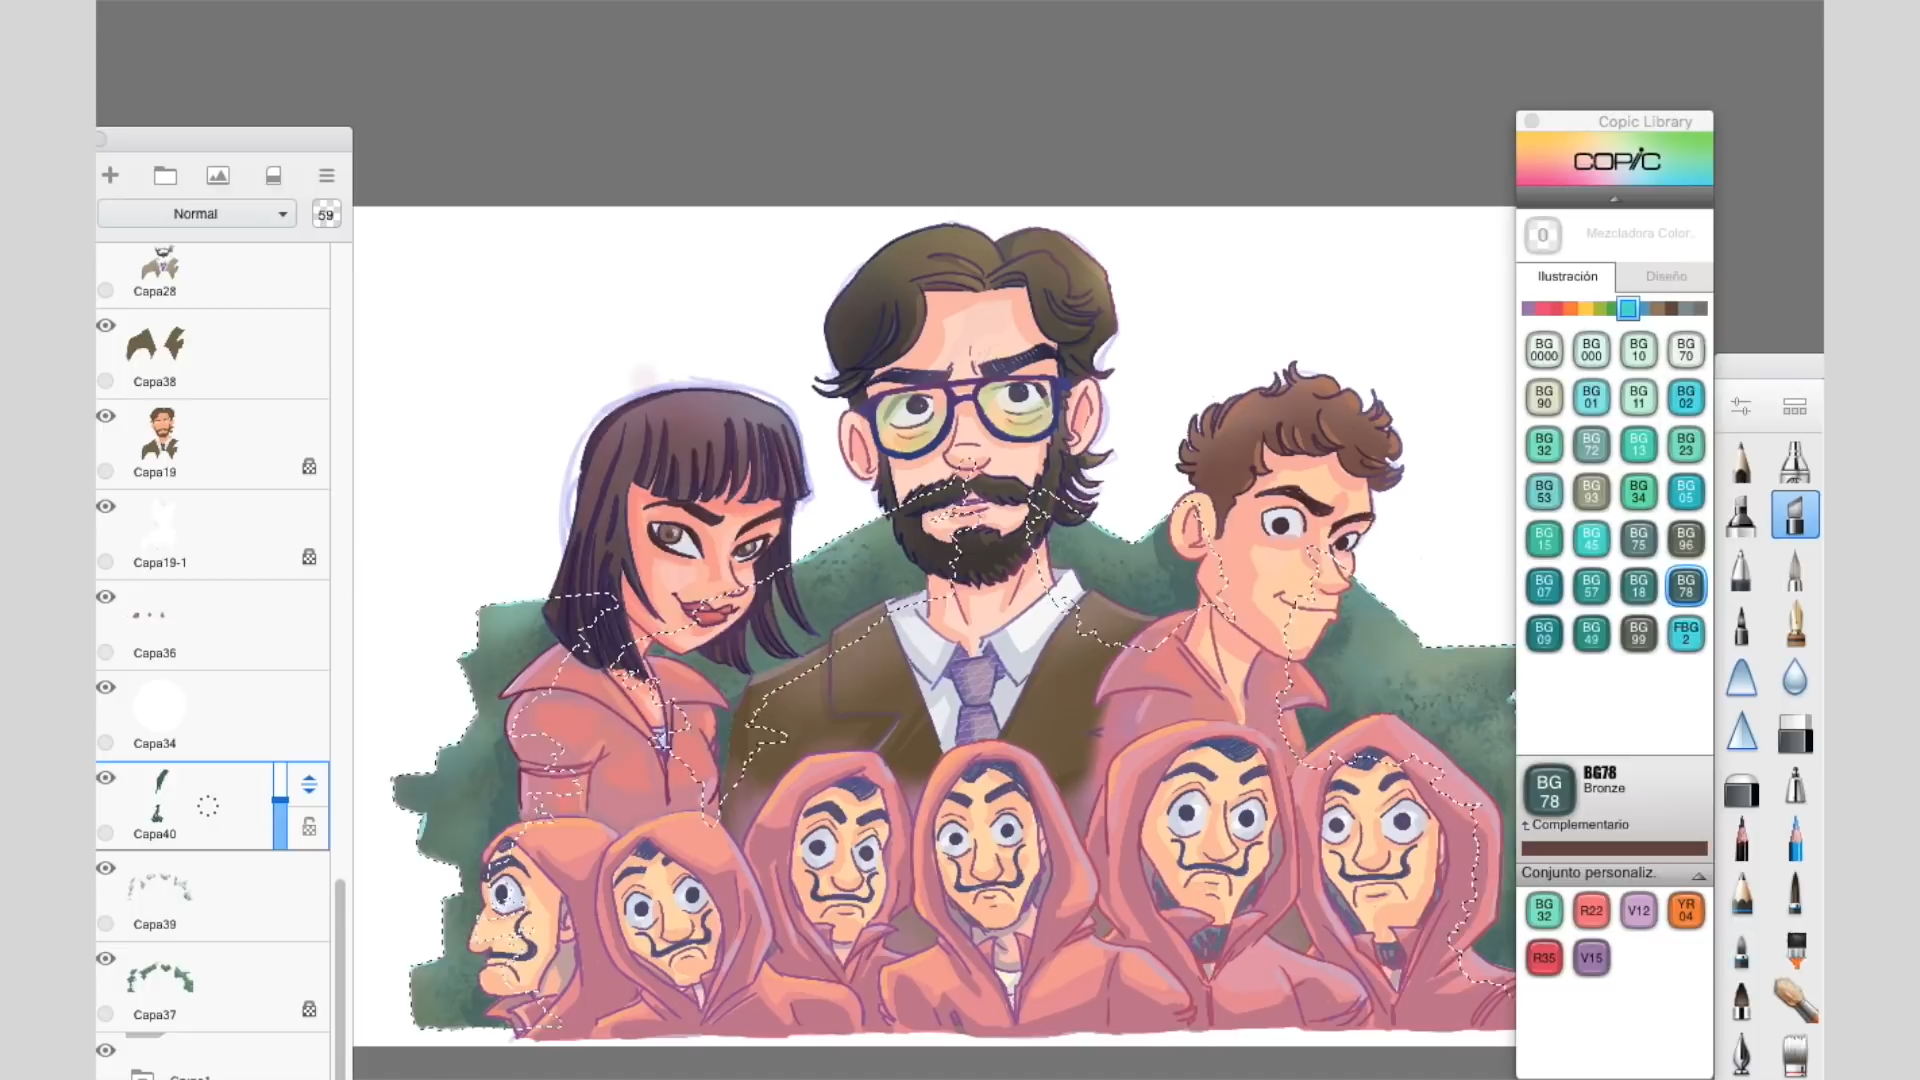 Normal
59
Capa28
Capa38
Capa19
Capa19-1
Capa36
Capa34
Capa40
Capa39
Capa37
Copic Library
COPIC
0 Mezcladora Color..
Ilustración Diseño
BG 0000 BG 000 BG 10 BG 70
BG 90 BG 01 BG 11 BG 02
BG 32 BG 72 BG 13 BG 23
BG 53 BG 93 BG 34 BG 05
BG 15 BG 45 BG 75 BG 96
BG 07 BG 57 BG 18 BG 78
BG 09 BG 49 BG 99 FBG 2
BG 78 BG78
Bronze
Complementario
Conjunto personaliz.
BG 32 R22 V12 YR 04
R35 V15